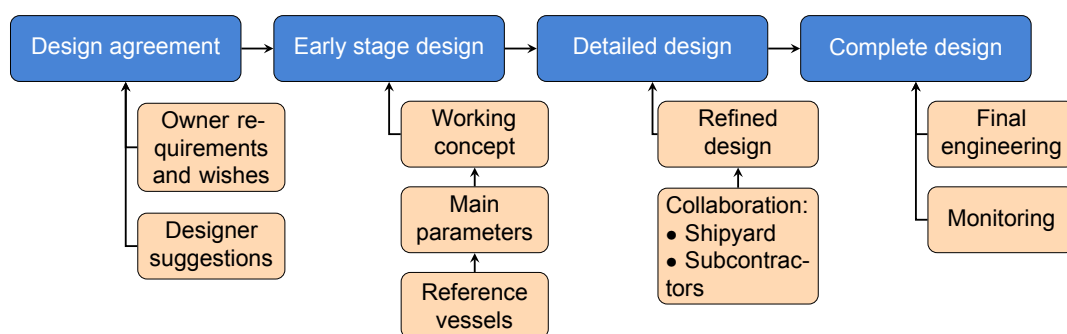 Design agreement
Early stage design
Detailed design
Complete design
Owner re-
quirements
and wishes
Designer
suggestions
Working
concept
Main
parameters
Reference
vessels
Refined
design
Collaboration:
● Shipyard
● Subcontrac-
tors
Final
engineering
Monitoring